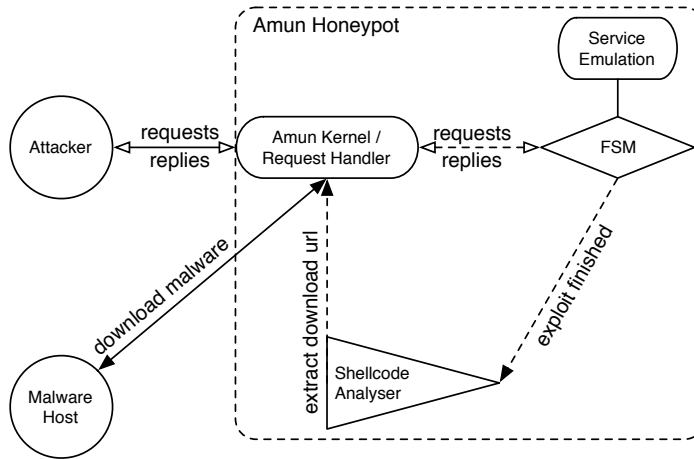 Amun Honeypot
Service
Emulation
Attacker
requests
replies
Amun Kernel /
Request Handler
requests
replies
FSM
download malware
extract download url
exploit finished
Shellcode
Analyser
Malware
Host